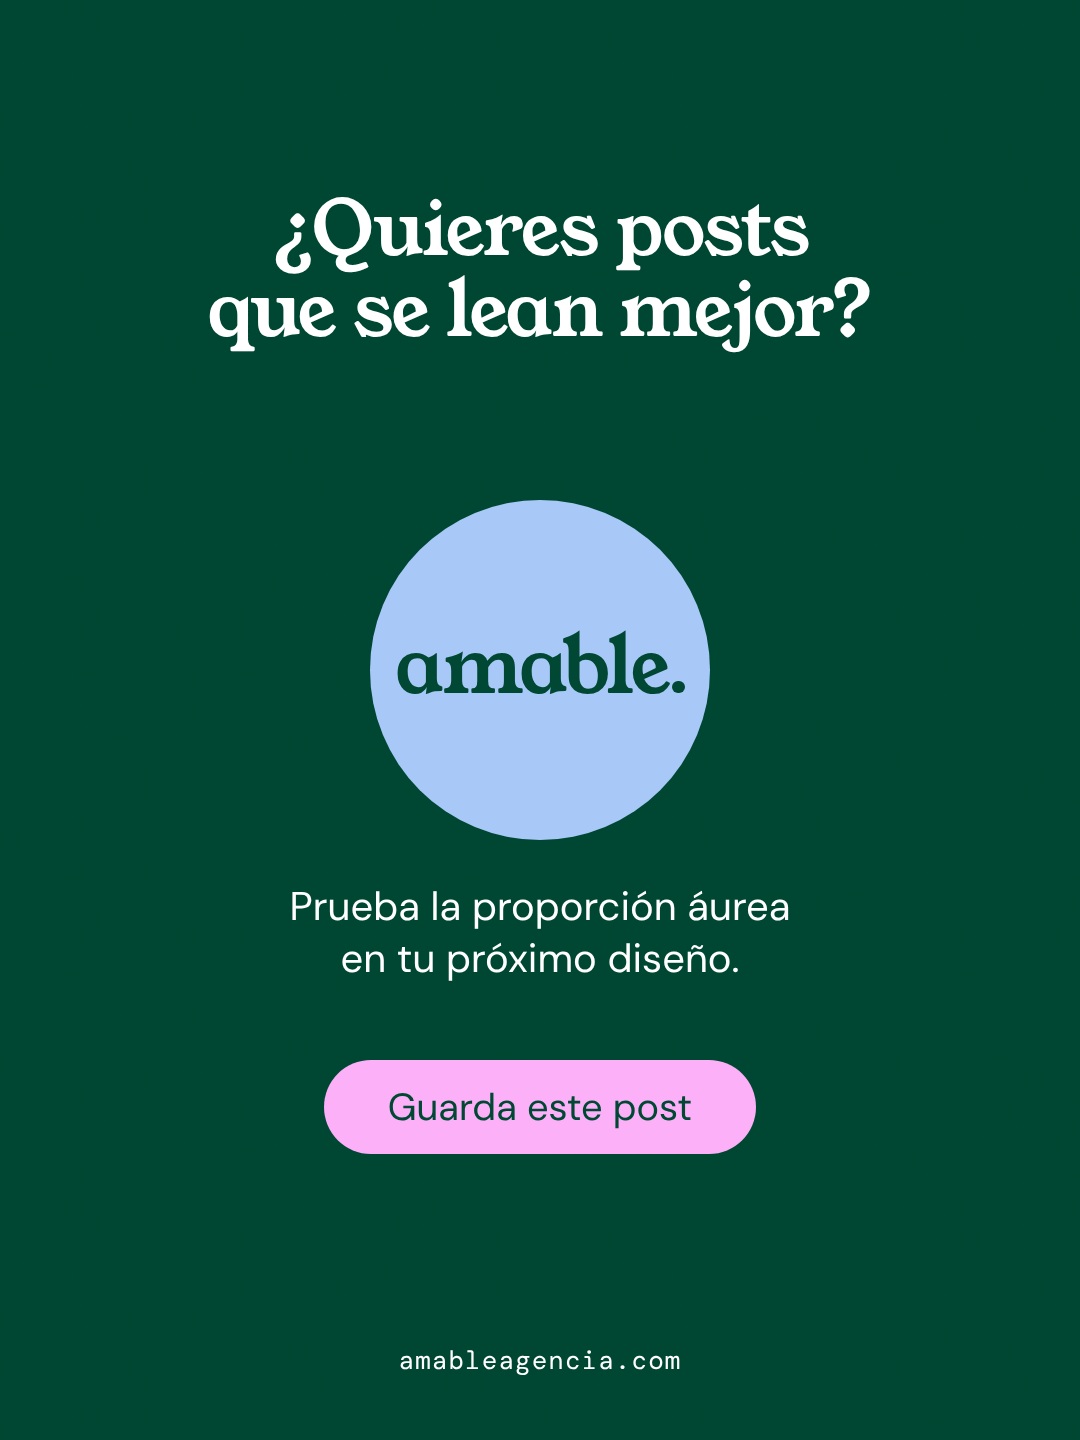 ¿Quieres posts
que se lean mejor?
amable.
Prueba la proporción áurea
en tu próximo diseño.
Guarda este post
amableagencia.com